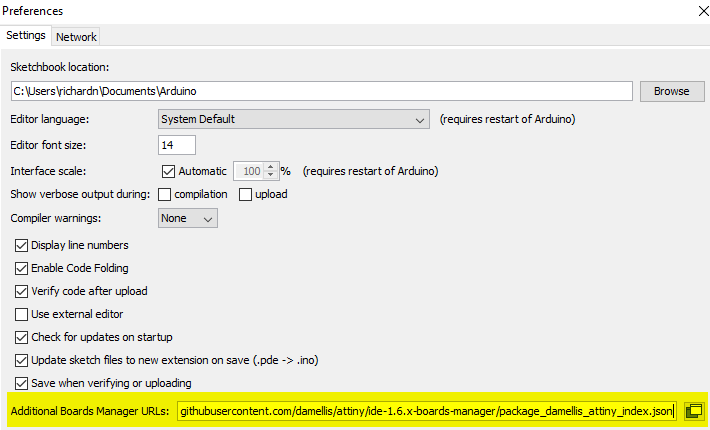 Preferences
Settings Network
Sketchbook location:
C:\Users\richardn\Documents\Arduino Browse
Editor language: System Default (requires restart of Arduino)
Editor font size: 14
Interface scale: Automatic 100 % (requires restart of Arduino)
Show verbose output during: compilation upload
Compiler warnings: None
Display line numbers
Enable Code Folding
Verify code after upload
Use external editor
Check for updates on startup
Update sketch files to new extension on save (.pde -> .ino)
Save when verifying or uploading
Additional Boards Manager URLs: githubusercontent.com/damellis/attiny/ide-1.6.x-boards-manager/package_damellis_attiny_index.json